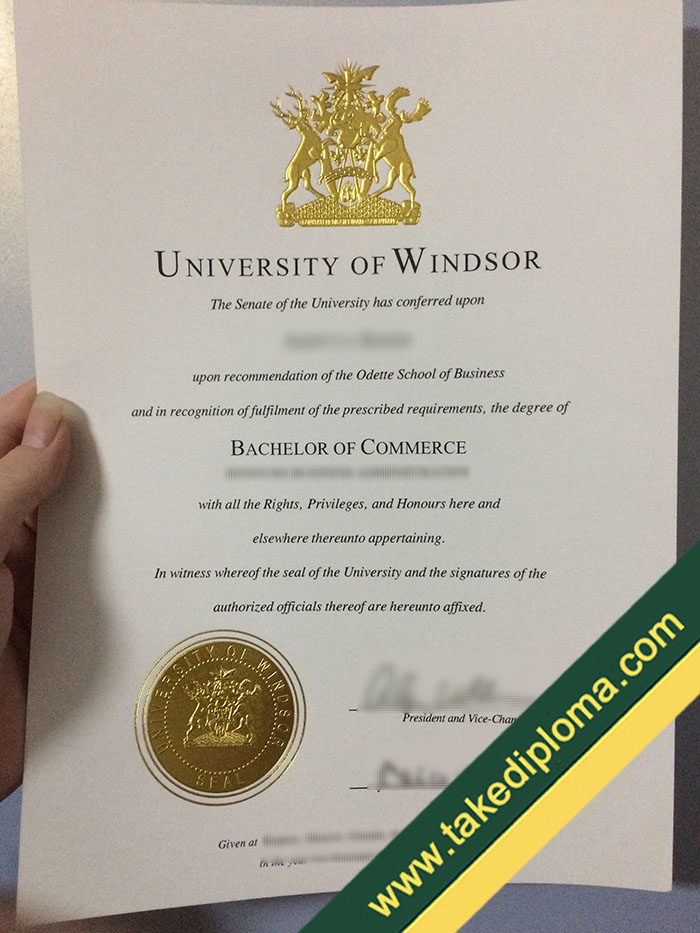 UNIVERSITY OF WINDSOR
The Senate of the University has conferred upon
upon recommendation of the Odette School of Business
and in recognition of fulfilment of the prescribed requirements, the degree of
BACHELOR OF COMMERCE
with all the Rights, Privileges, and Honours here and
elsewhere thereunto appertaining.
In witness whereof the seal of the University and the signatures of the
authorized officials thereof are hereunto affixed.
UNIVERSITY OF WINDSOR
SEAL
President and Vice-Chan
Given at
in the
www.takediploma.com